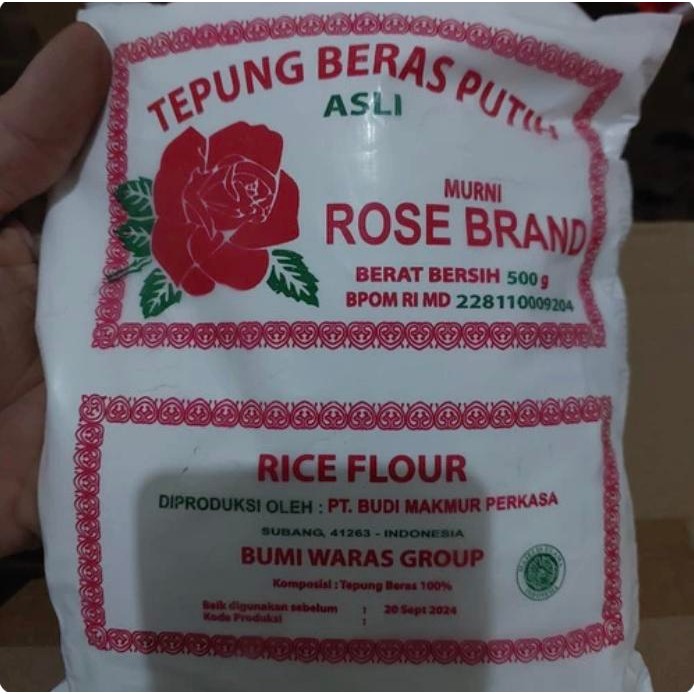 TEPUNG BERAS PUTIH
ASLI
MURNI
ROSE BRAND
BERAT BERSIH 500 g
BPOM RI MD 228110009204
RICE FLOUR
DIPRODUKSI OLEH : PT. BUDI MAKMUR PERKASA
SUBANG, 41263 - INDONESIA
BUMI WARAS GROUP
Komposisi : Tepung Beras 100%
Baik digunakan sebelum : 20 Sept 2024
Kode Produksi :